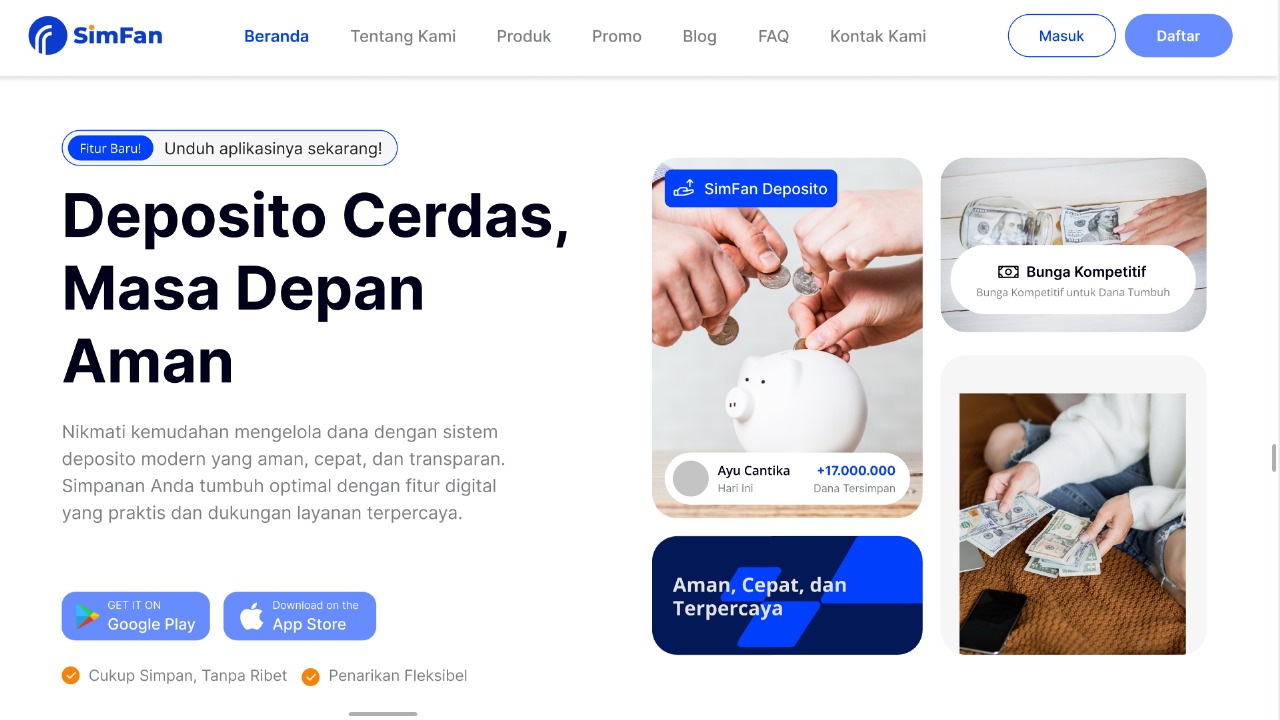 SimFan
Beranda
Tentang Kami
Produk
Promo
Blog
FAQ
Kontak Kami
Masuk
Daftar
Fitur Baru!
Unduh aplikasinya sekarang!
Deposito Cerdas,
Masa Depan
Aman
Nikmati kemudahan mengelola dana dengan sistem
deposito modern yang aman, cepat, dan transparan.
Simpanan Anda tumbuh optimal dengan fitur digital
yang praktis dan dukungan layanan terpercaya.
GET IT ON
Google Play
Download on the
App Store
Cukup Simpan, Tanpa Ribet
Penarikan Fleksibel
SimFan Deposito
Ayu Cantika
+17.000.000
Hari Ini
Dana Tersimpan
Aman, Cepat, dan
Terpercaya
Bunga Kompetitif
Bunga Kompetitif untuk Dana Tumbuh